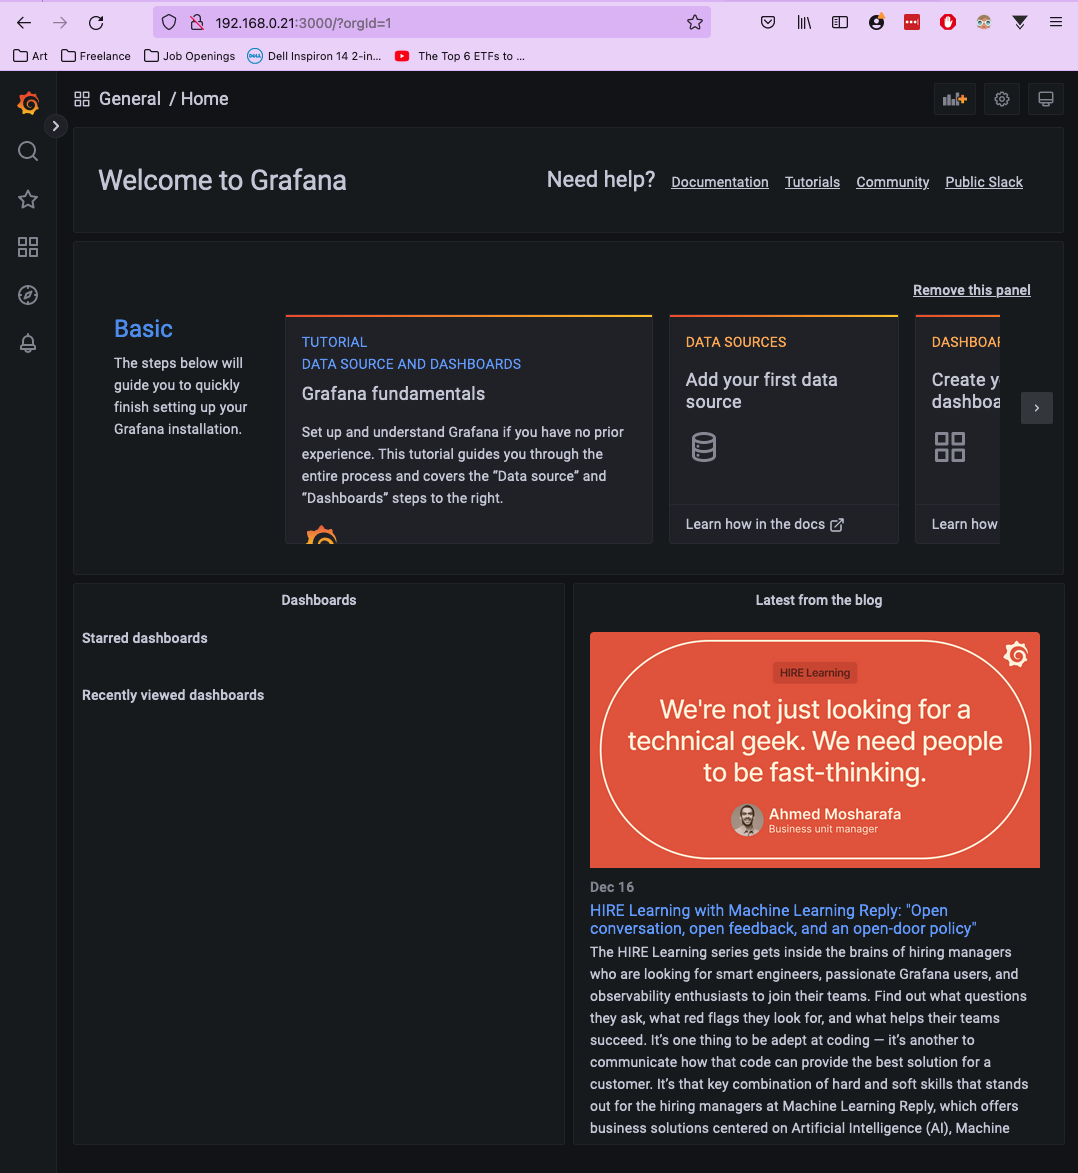 192.168.0.21:3000/?orgId=1
Art
Freelance
Job Openings
Dell Inspiron 14 2-in...
The Top 6 ETFs to ...
General / Home
Welcome to Grafana
Need help?
Documentation
Tutorials
Community
Public Slack
Remove this panel
Basic
The steps below will
guide you to quickly
finish setting up your
Grafana installation.
TUTORIAL
DATA SOURCE AND DASHBOARDS
Grafana fundamentals
Set up and understand Grafana if you have no prior
experience. This tutorial guides you through the
entire process and covers the “Data source” and
“Dashboards” steps to the right.
DATA SOURCES
Add your first data
source
Learn how in the docs
DASHBOAR
Create y
dashboa
Learn how
Dashboards
Starred dashboards
Recently viewed dashboards
Latest from the blog
HIRE Learning
We're not just looking for a
technical geek. We need people
to be fast-thinking.
Ahmed Mosharafa
Business unit manager
Dec 16
HIRE Learning with Machine Learning Reply: "Open
conversation, open feedback, and an open-door policy"
The HIRE Learning series gets inside the brains of hiring managers
who are looking for smart engineers, passionate Grafana users, and
observability enthusiasts to join their teams. Find out what questions
they ask, what red flags they look for, and what helps their teams
succeed. It’s one thing to be adept at coding — it’s another to
communicate how that code can provide the best solution for a
customer. It’s that key combination of hard and soft skills that stands
out for the hiring managers at Machine Learning Reply, which offers
business solutions centered on Artificial Intelligence (AI), Machine